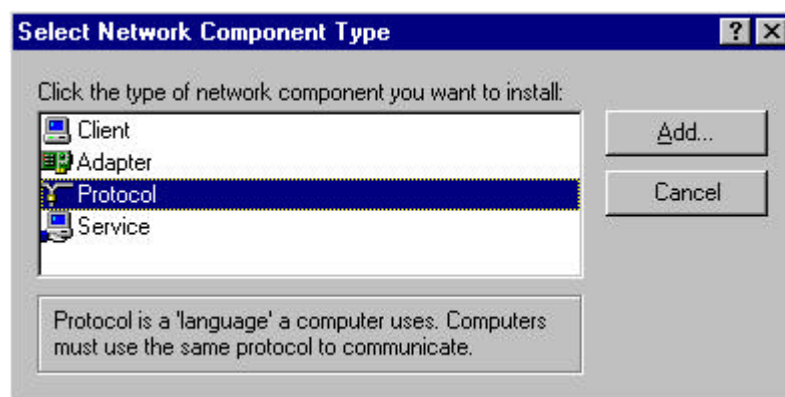 Select Network Component Type
Click the type of network component you want to install:
Client
Adapter
Protocol
Service
Add...
Cancel
Protocol is a 'language' a computer uses. Computers
must use the same protocol to communicate.